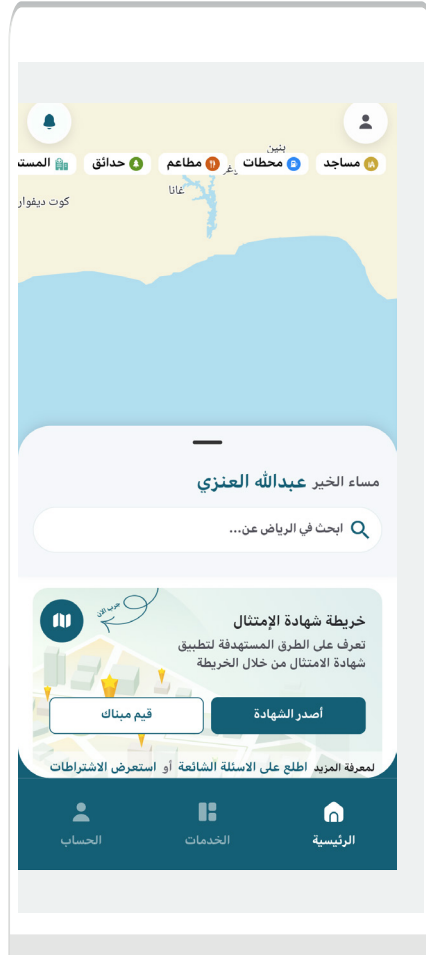 بنين
مساجد
محطات
مطاعم
حدائق
المست
غانا
كوت ديفوار
مساء الخير عبدالله العنزي
ابحث في الرياض عن...
جرب الآن
خريطة شهادة الإمتثال
تعرف على الطرق المستهدفة لتطبيق
شهادة الامتثال من خلال الخريطة
أصدر الشهادة
قيم مبناك
لمعرفة المزيد اطلع على الاسئلة الشائعة أو استعرض الاشتراطات
الرئيسية
الخدمات
الحساب